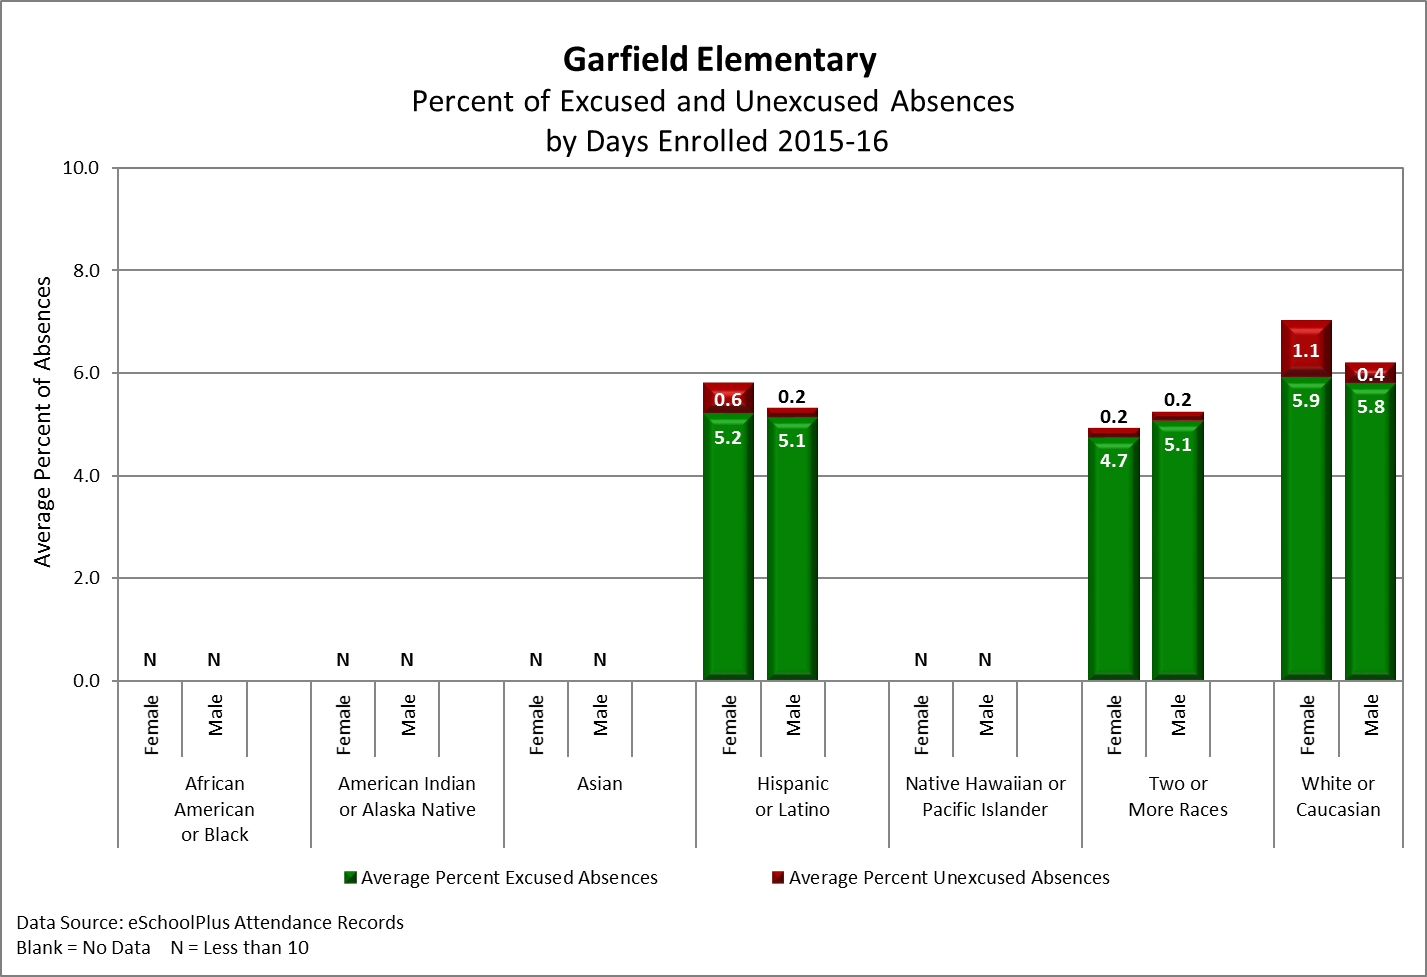 Garfield Elementary
Percent of Excused and Unexcused Absences
by Days Enrolled 2015-16
Average Percent of Absences
10.0
8.0
6.0
4.0
2.0
0.0
N N N N N N 5.2 0.6 5.1 0.2 N N 4.7 0.2 5.1 0.2 5.9 1.1 5.8 0.4
Female Male Female Male Female Male Female Male Female Male Female Male Female Male
African
American
or Black
American Indian
or Alaska Native
Asian
Hispanic
or Latino
Native Hawaiian or
Pacific Islander
Two or
More Races
White or
Caucasian
Average Percent Excused Absences
Average Percent Unexcused Absences
Data Source: eSchoolPlus Attendance Records
Blank = No Data N = Less than 10